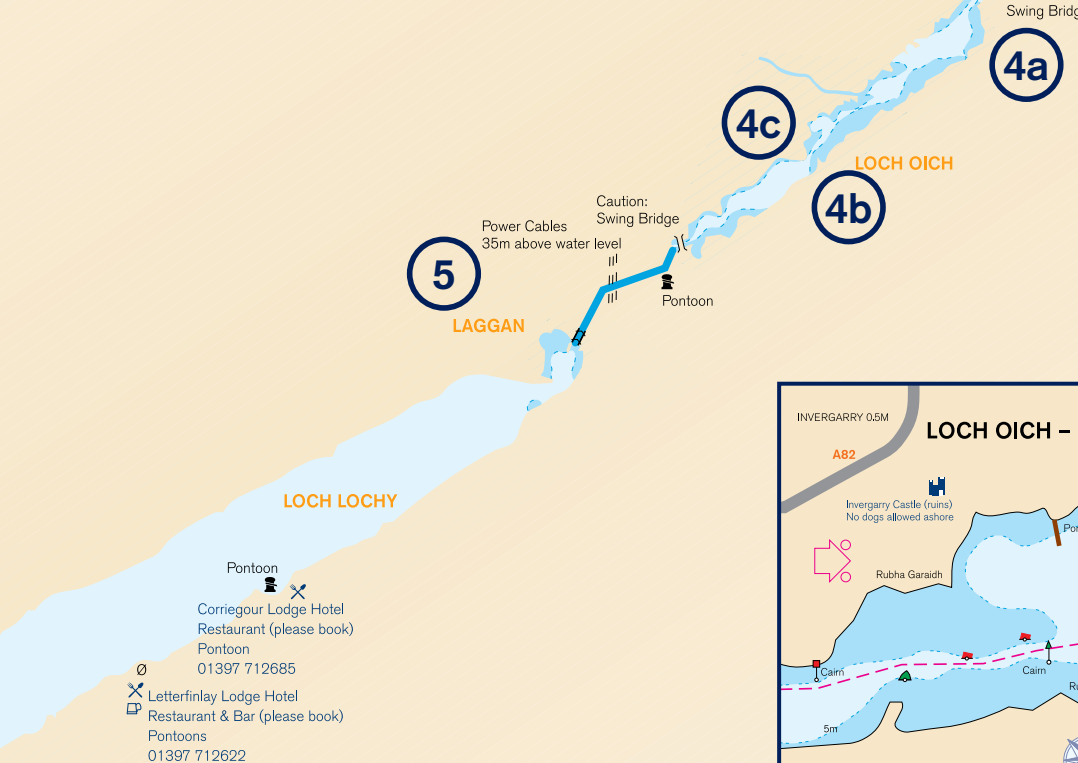 Swing
4a
4c
LOCH OICH
4b
Caution:
Swing Bridge
Power Cables
35m above water level
5
Pontoon
LAGGAN
INVERGARRY 0.5M
LOCH OICH –
A82
Invergarry Castle (ruins)
No dogs allowed ashore
LOCH LOCHY
Rubha Garaidh
Pontoon
Corriegour Lodge Hotel
Restaurant (please book)
Pontoon
01397 712685
Cairn
Cairn
Letterfinlay Lodge Hotel
Restaurant & Bar (please book)
Pontoons
01397 712622
5m